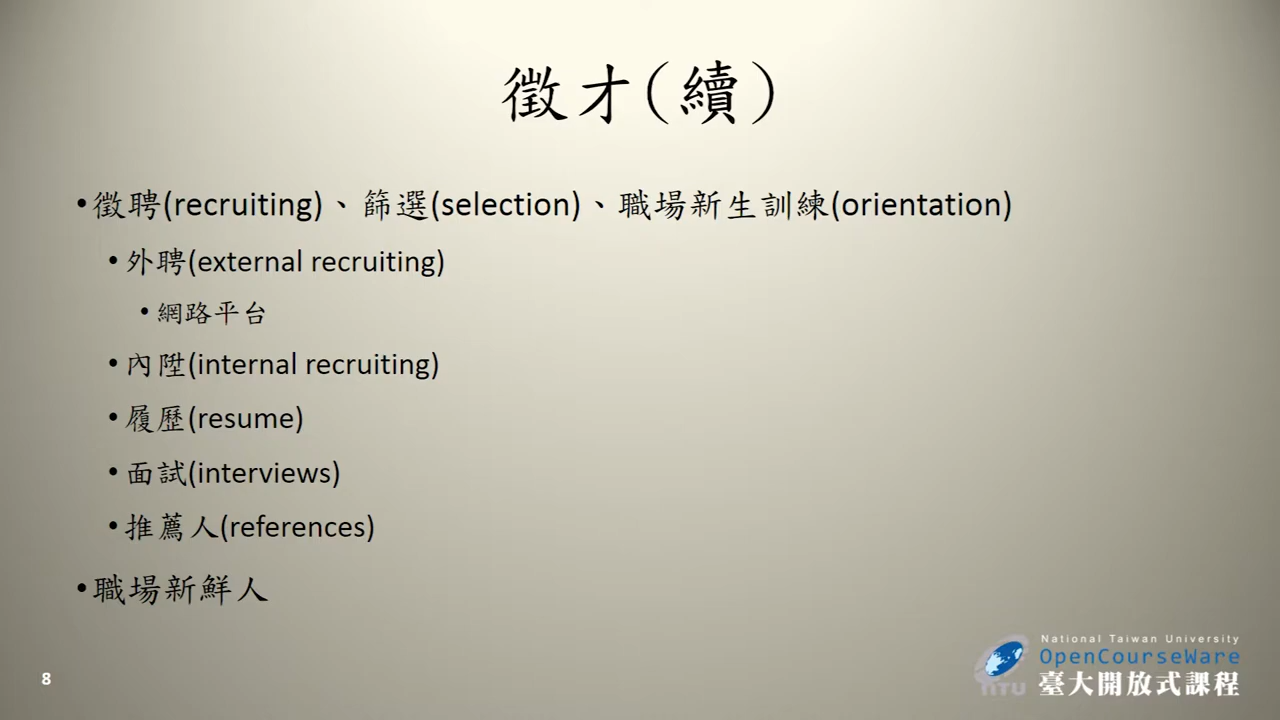 徵才(續)
•徵聘(recruiting)、篩選(selection)、職場新生訓練(orientation)
•外聘(external recruiting)
•網路平台
•內陞(internal recruiting)
•履歷(resume)
•面試(interviews)
•推薦人(references)
•職場新鮮人
National Taiwan University
OpenCourseWare
臺大開放式課程
NTU
8